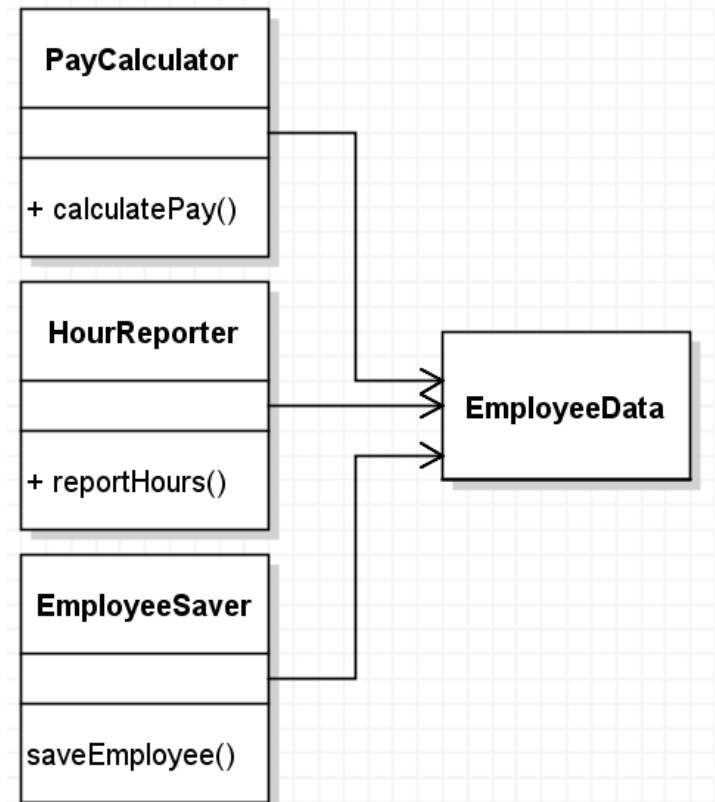 PayCalculator
+ calculatePay()
HourReporter
+ reportHours()
EmployeeData
EmployeeSaver
saveEmployee()